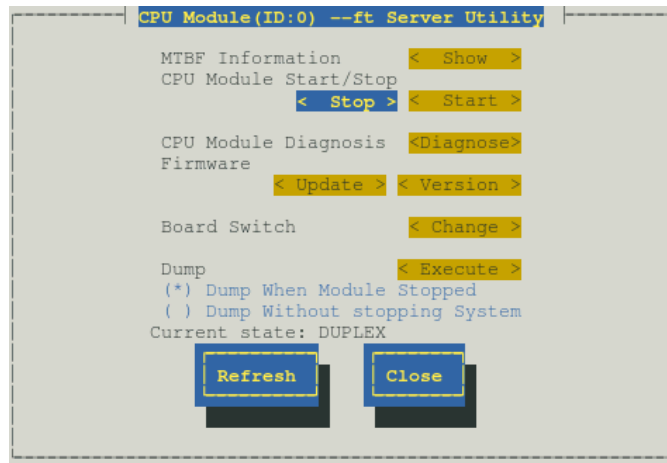 CPU Module(ID:0) --ft Server Utility
MTBF Information < Show >
CPU Module Start/Stop
< Stop > < Start >
CPU Module Diagnosis <Diagnose>
Firmware
< Update > < Version >
Board Switch < Change >
Dump < Execute >
(*) Dump When Module Stopped
( ) Dump Without stopping System
Current state: DUPLEX
Refresh Close